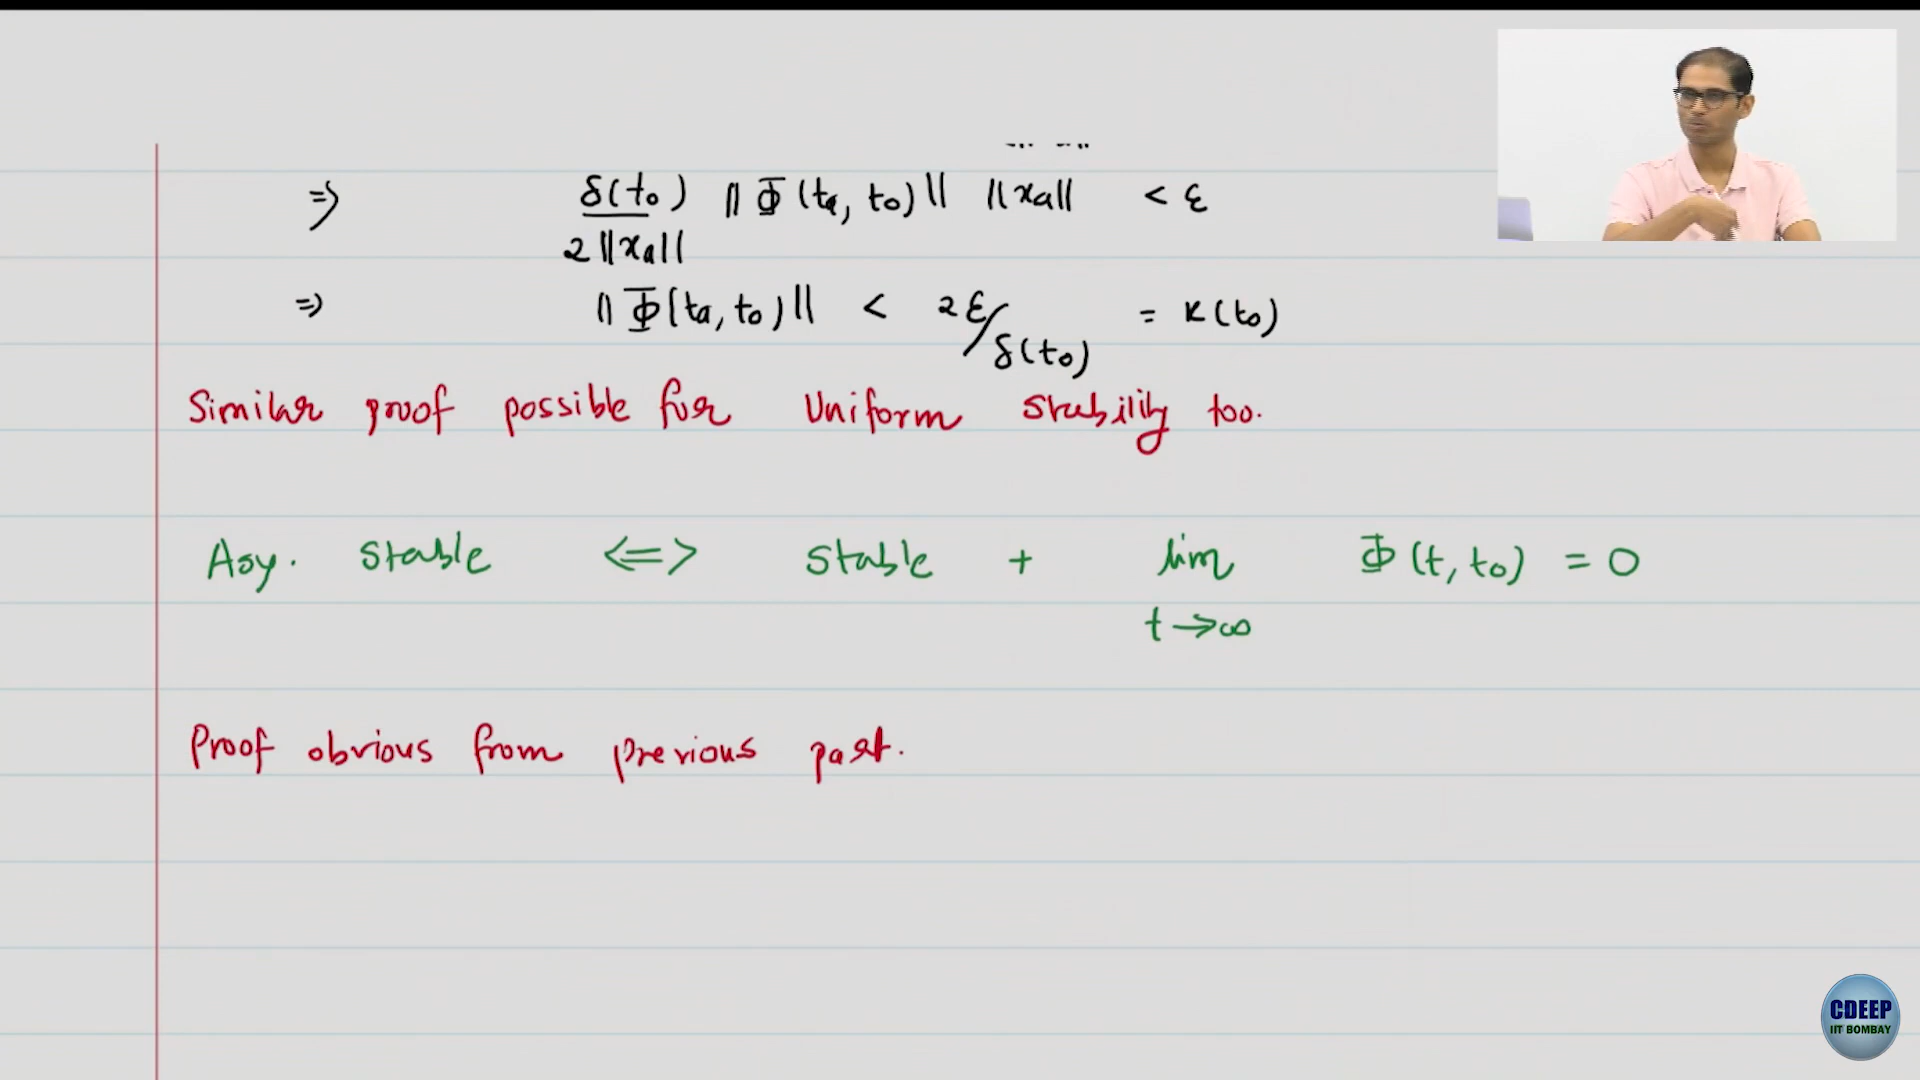 ⇒ δ(t₀) ‖Φ(tₐ, t₀)‖ ‖xₐ‖ < ε
2‖xₐ‖
⇒ ‖Φ(tₐ, t₀)‖ < 2ε/δ(t₀) = K(t₀)
Similar proof possible for Uniform stability too.
Asy. Stable <=> Stable + lim Φ(t, t₀) = 0
t→∞
Proof obvious from previous part.
CDEEP
IIT BOMBAY